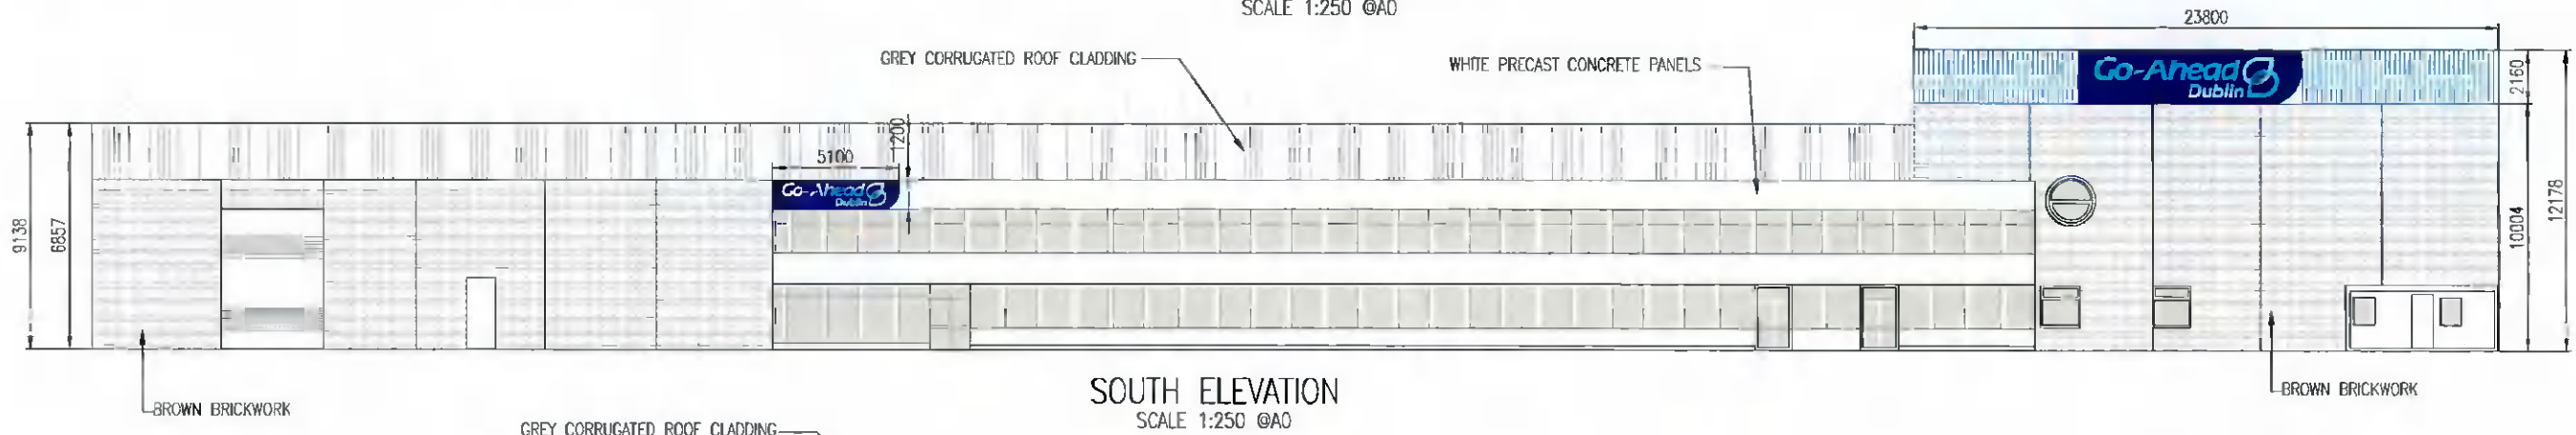 SCALE 1:250 @A0
23800
GREY CORRUGATED ROOF CLADDING
WHITE PRECAST CONCRETE PANELS
Go-Ahead
Dublin
2160
1200
5100
Go-Ahead
Dublin
9138
6857
10004
12178
SOUTH ELEVATION
SCALE 1:250 @A0
BROWN BRICKWORK
BROWN BRICKWORK
GREY CORRUGATED ROOF CLADDING